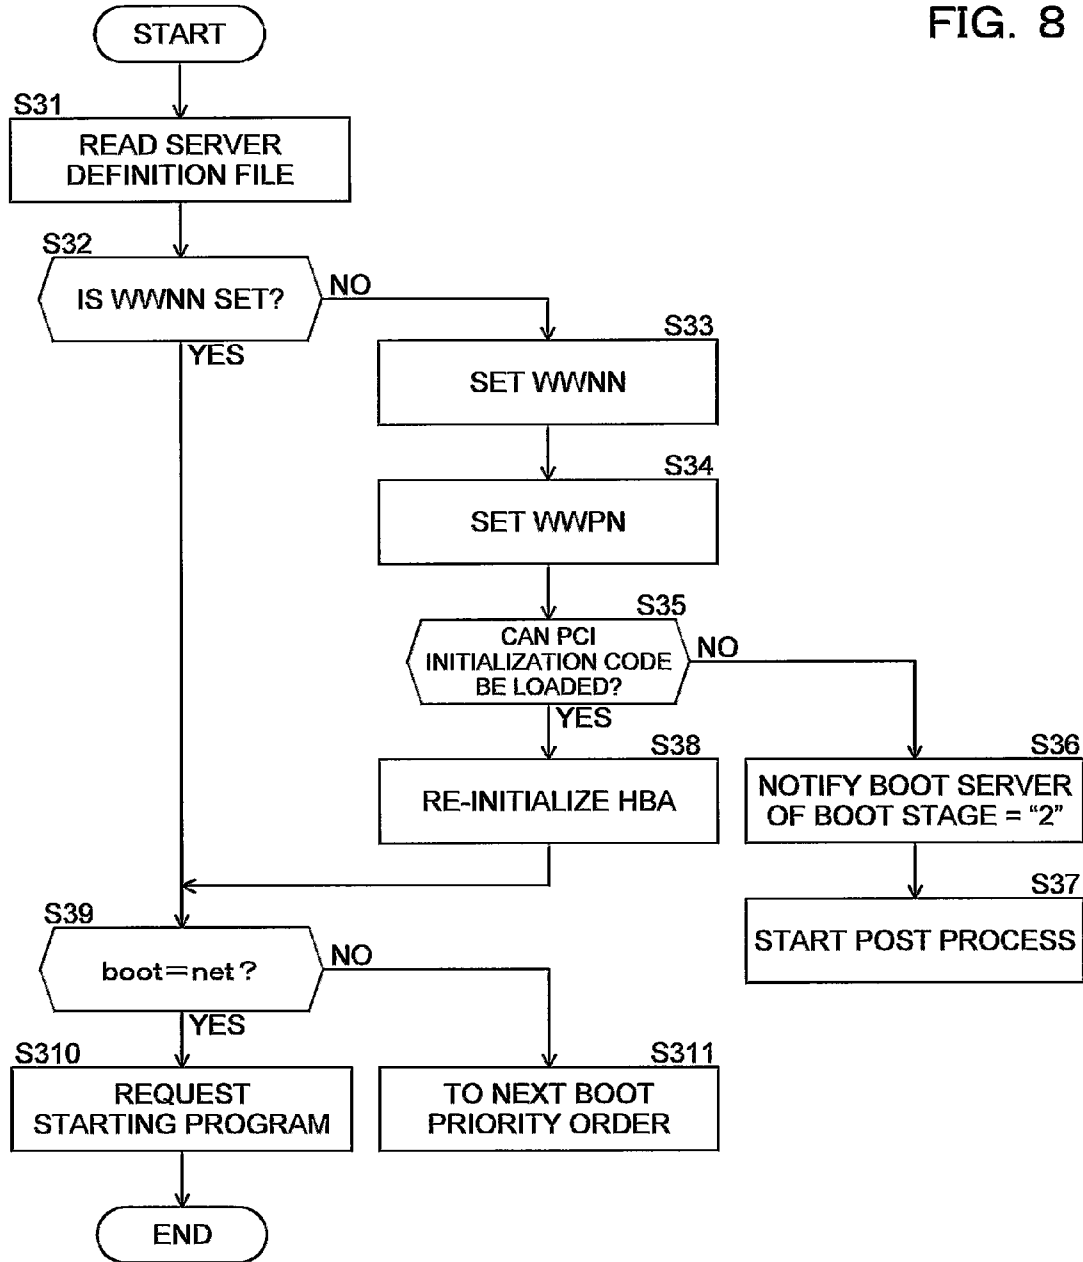 FIG. 8
START
S31
READ SERVER
DEFINITION FILE
S32
IS WWNN SET?
NO
YES
S33
SET WWNN
S34
SET WWPN
S35
CAN PCI
INITIALIZATION CODE
BE LOADED?
NO
YES
S38
RE-INITIALIZE HBA
S36
NOTIFY BOOT SERVER
OF BOOT STAGE = “2”
S37
START POST PROCESS
S39
boot=net?
NO
YES
S310
REQUEST
STARTING PROGRAM
S311
TO NEXT BOOT
PRIORITY ORDER
END